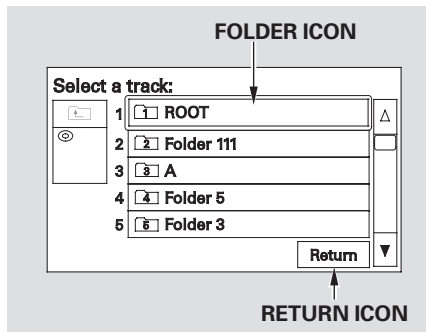 FOLDER ICON
Select a track:
1 1 ROOT
2 2 Folder 111
3 3 A
4 4 Folder 5
5 5 Folder 3
Return
RETURN ICON